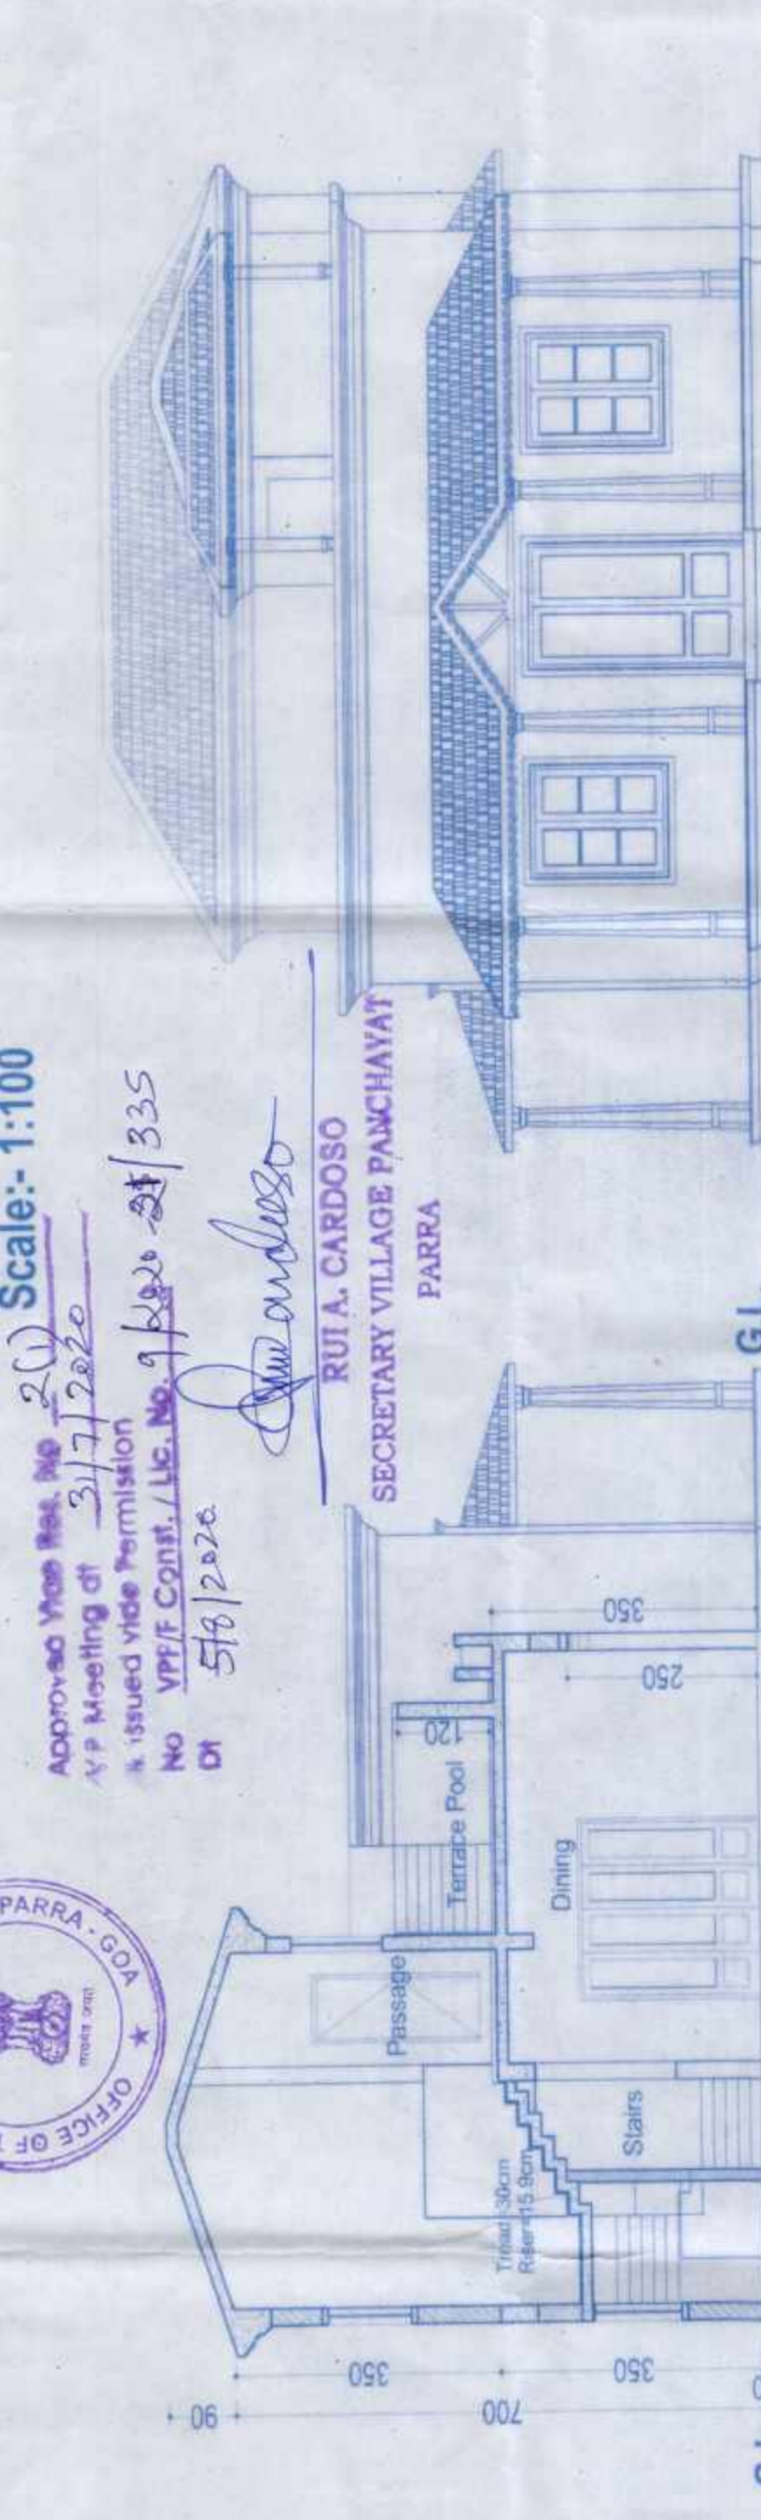 Scale:- 1:100
Approved Vide Res. No 2(1)
V P Meeting dt 31/7/2020
& issued vide Permission
No VPP/F Const. / Lic. No. 9/2020-21/335
Dt 5/8/2020
RUI A. CARDOSO
SECRETARY VILLAGE PANCHAYAT
PARRA
PARRA - GOA
OFFICE OF
सत्यमेव जयते
Passage
Terrace Pool
120
350
250
Dining
Stairs
Tread=30cm
Riser=15.9cm
90
350
700
350